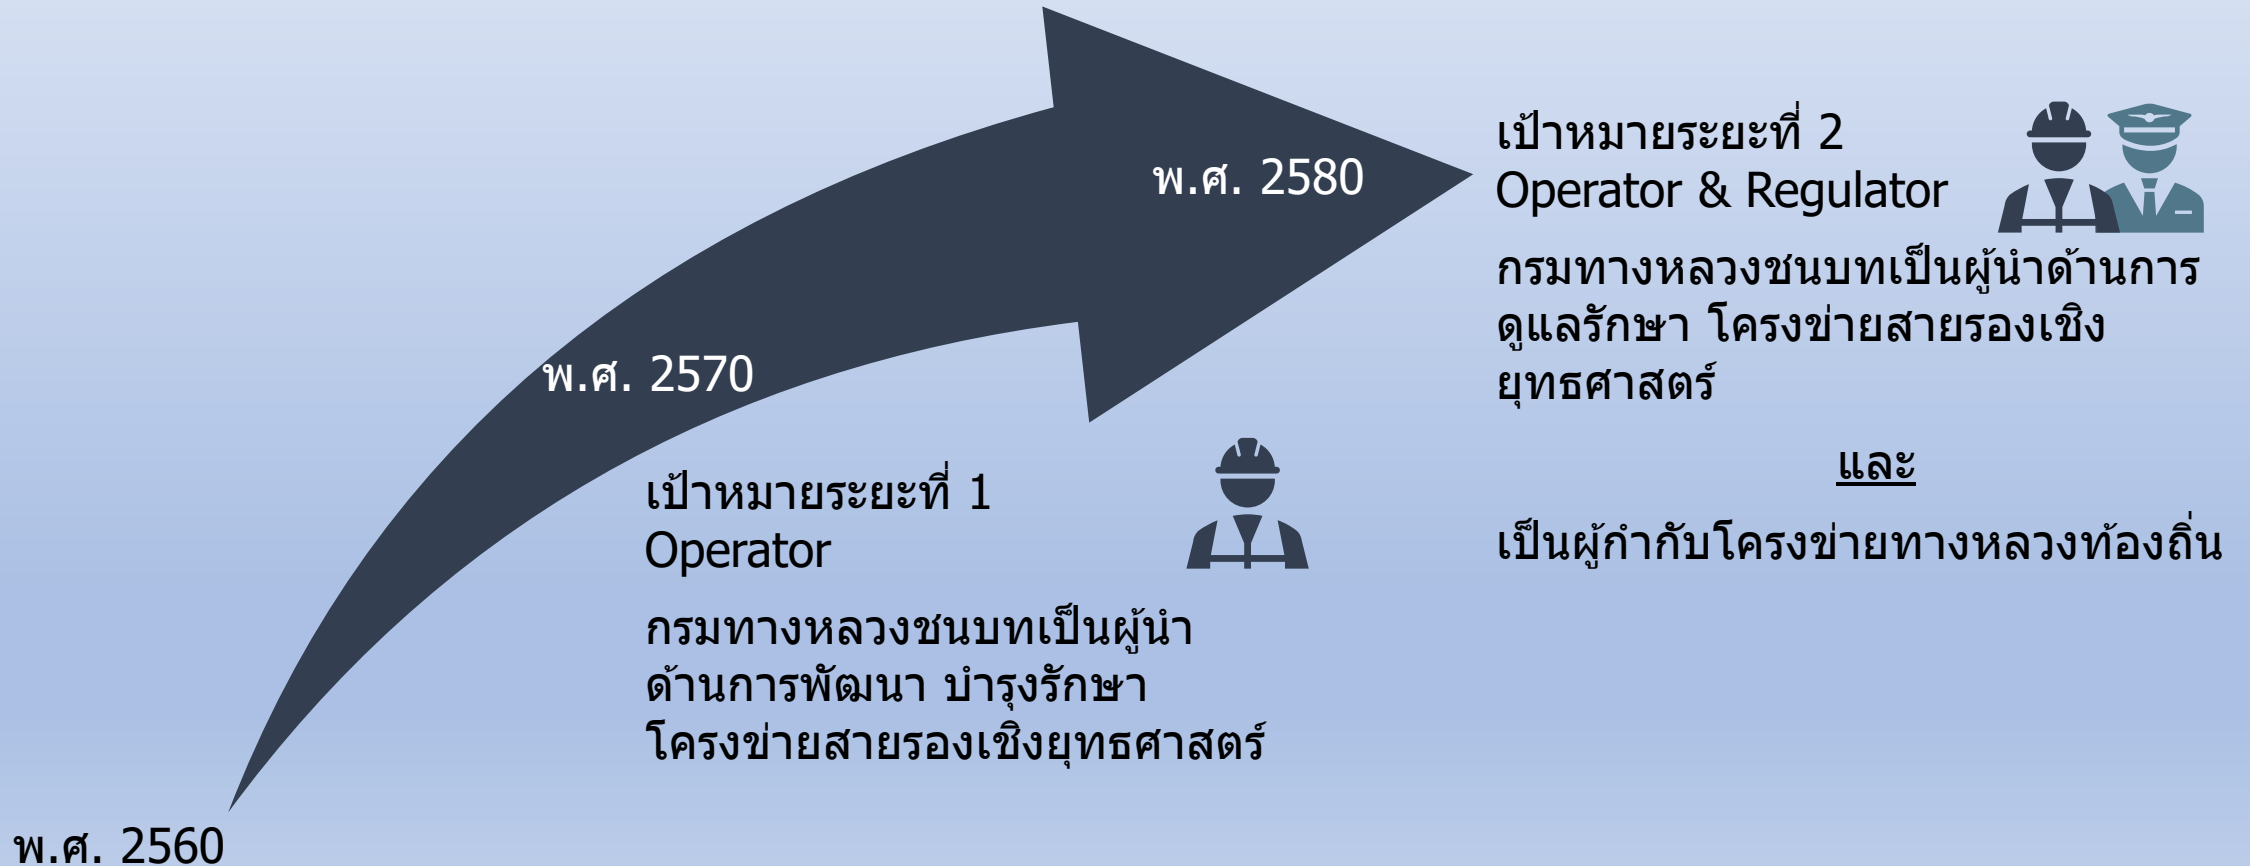 พ.ศ. 2580
พ.ศ. 2570
พ.ศ. 2560
เป้าหมายระยะที่ 1
Operator
กรมทางหลวงชนบทเป็นผู้นำ
ด้านการพัฒนา บำรุงรักษา
โครงข่ายสายรองเชิงยุทธศาสตร์
เป้าหมายระยะที่ 2
Operator & Regulator
กรมทางหลวงชนบทเป็นผู้นำด้านการ
ดูแลรักษา โครงข่ายสายรองเชิง
ยุทธศาสตร์
และ
เป็นผู้กำกับโครงข่ายทางหลวงท้องถิ่น